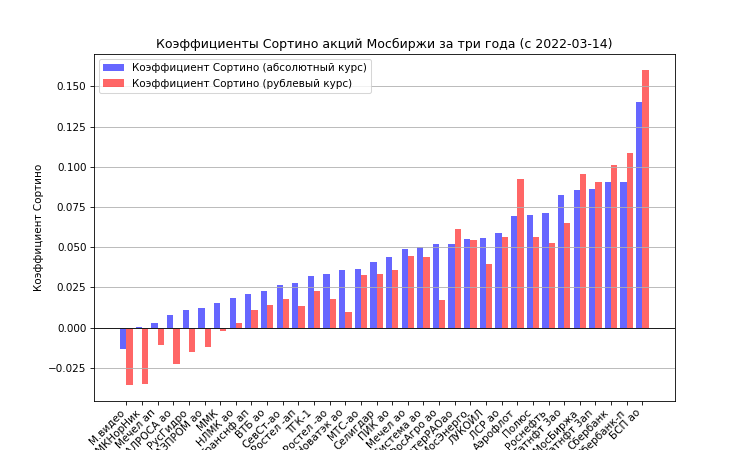 Коэффициенты Сортино акций Мосбиржи за три года (с 2022-03-14)
Коэффициент Сортино (абсолютный курс)
Коэффициент Сортино (рублевый курс)
Коэффициент Сортино
0.150
0.125
0.100
0.075
0.050
0.025
0.000
−0.025
М.видео
МКНорНик
Мечел ап
РусГидро
ММК
НЛМК ао
ВТБ ао
СевСт-ао
Ростел -ап
ТГК-1
Ростел -ао
МТС-ао
Селигдар
ПИК ао
Мечел ао
ЛУКОЙЛ
ЛСР ао
Аэрофлот
Полюс
Роснефть
МосБиржа
Сбербанк
БСП ао